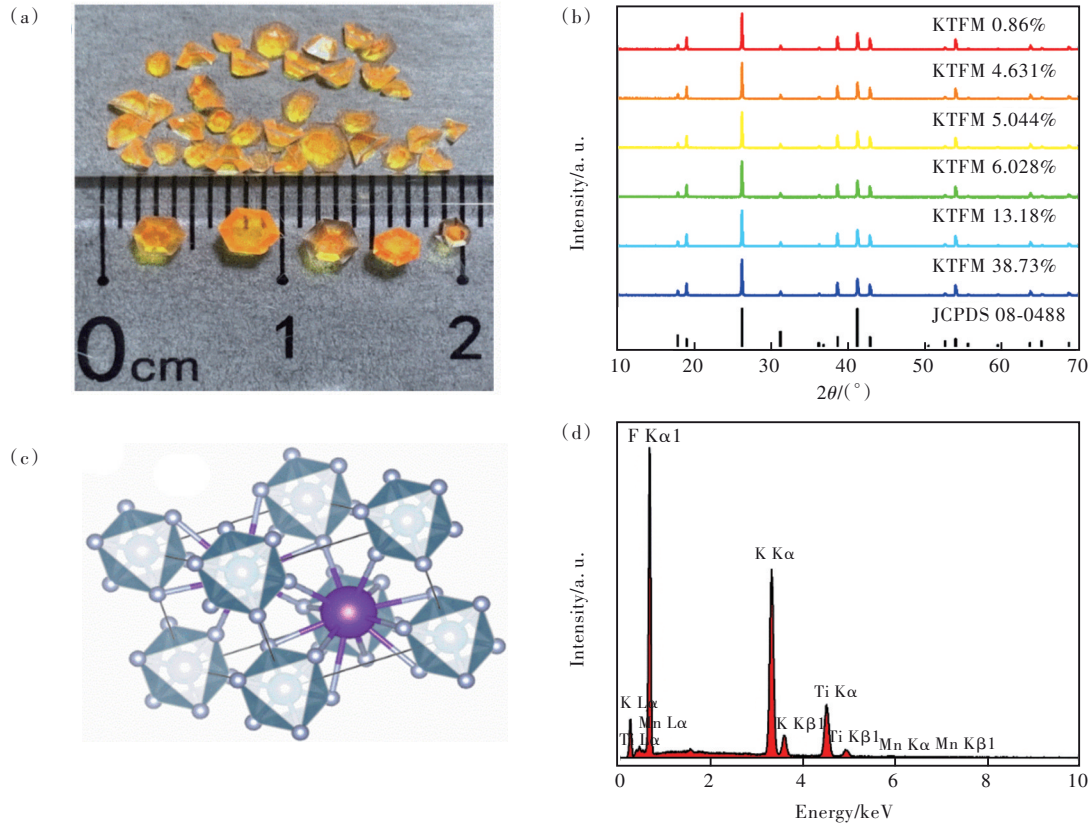 (a)
0cm 1 2
(b)
KTFM 0.86%
KTFM 4.631%
KTFM 5.044%
KTFM 6.028%
KTFM 13.18%
KTFM 38.73%
JCPDS 08-0488
Intensity/a. u.
10 20 30 40 50 60 70
2θ/(°)
(c)
(d)
F Kα1
K Kα
Ti Kα
K Lα
Mn Lα
Ti Lα
K Kβ1
Ti Kβ1
Mn Kα Mn Kβ1
Intensity/a. u.
0 2 4 6 8 10
Energy/keV